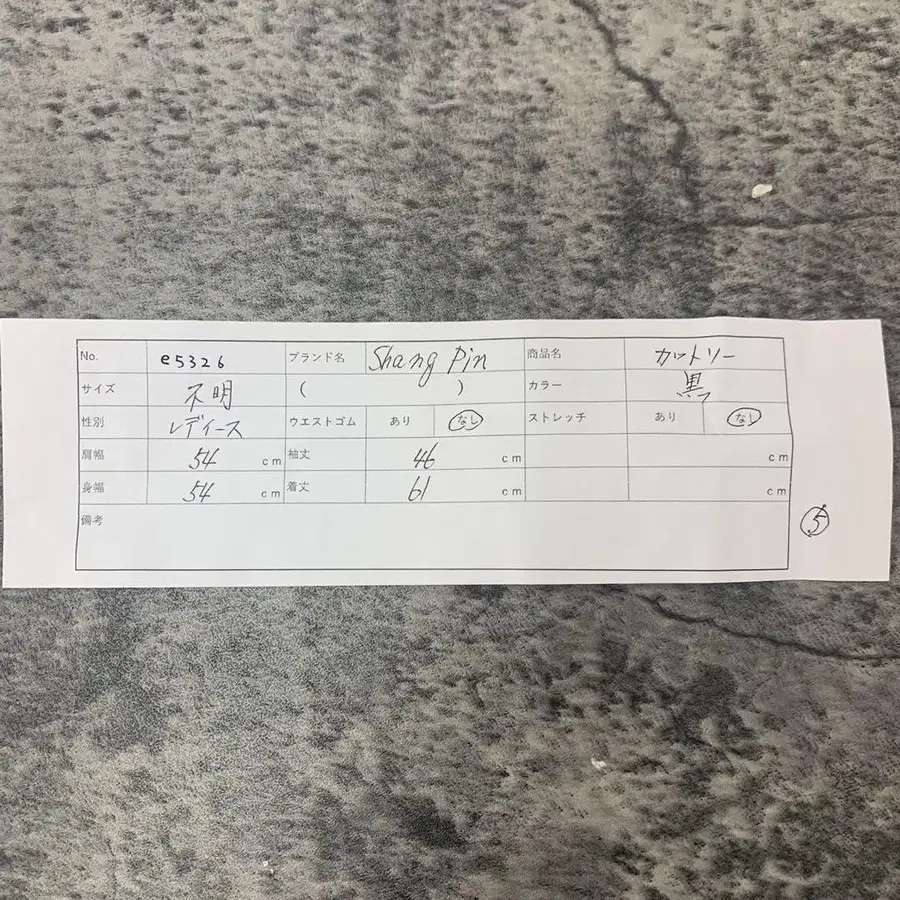 No. e5326 ブランド名 Shang Pin 商品名 カットソー
サイズ 不明 ( ) カラー 黒
性別 レディース ウエストゴム あり なし ストレッチ あり なし
肩幅 54 cm 袖丈 46 cm cm
身幅 54 cm 着丈 61 cm cm
備考
5